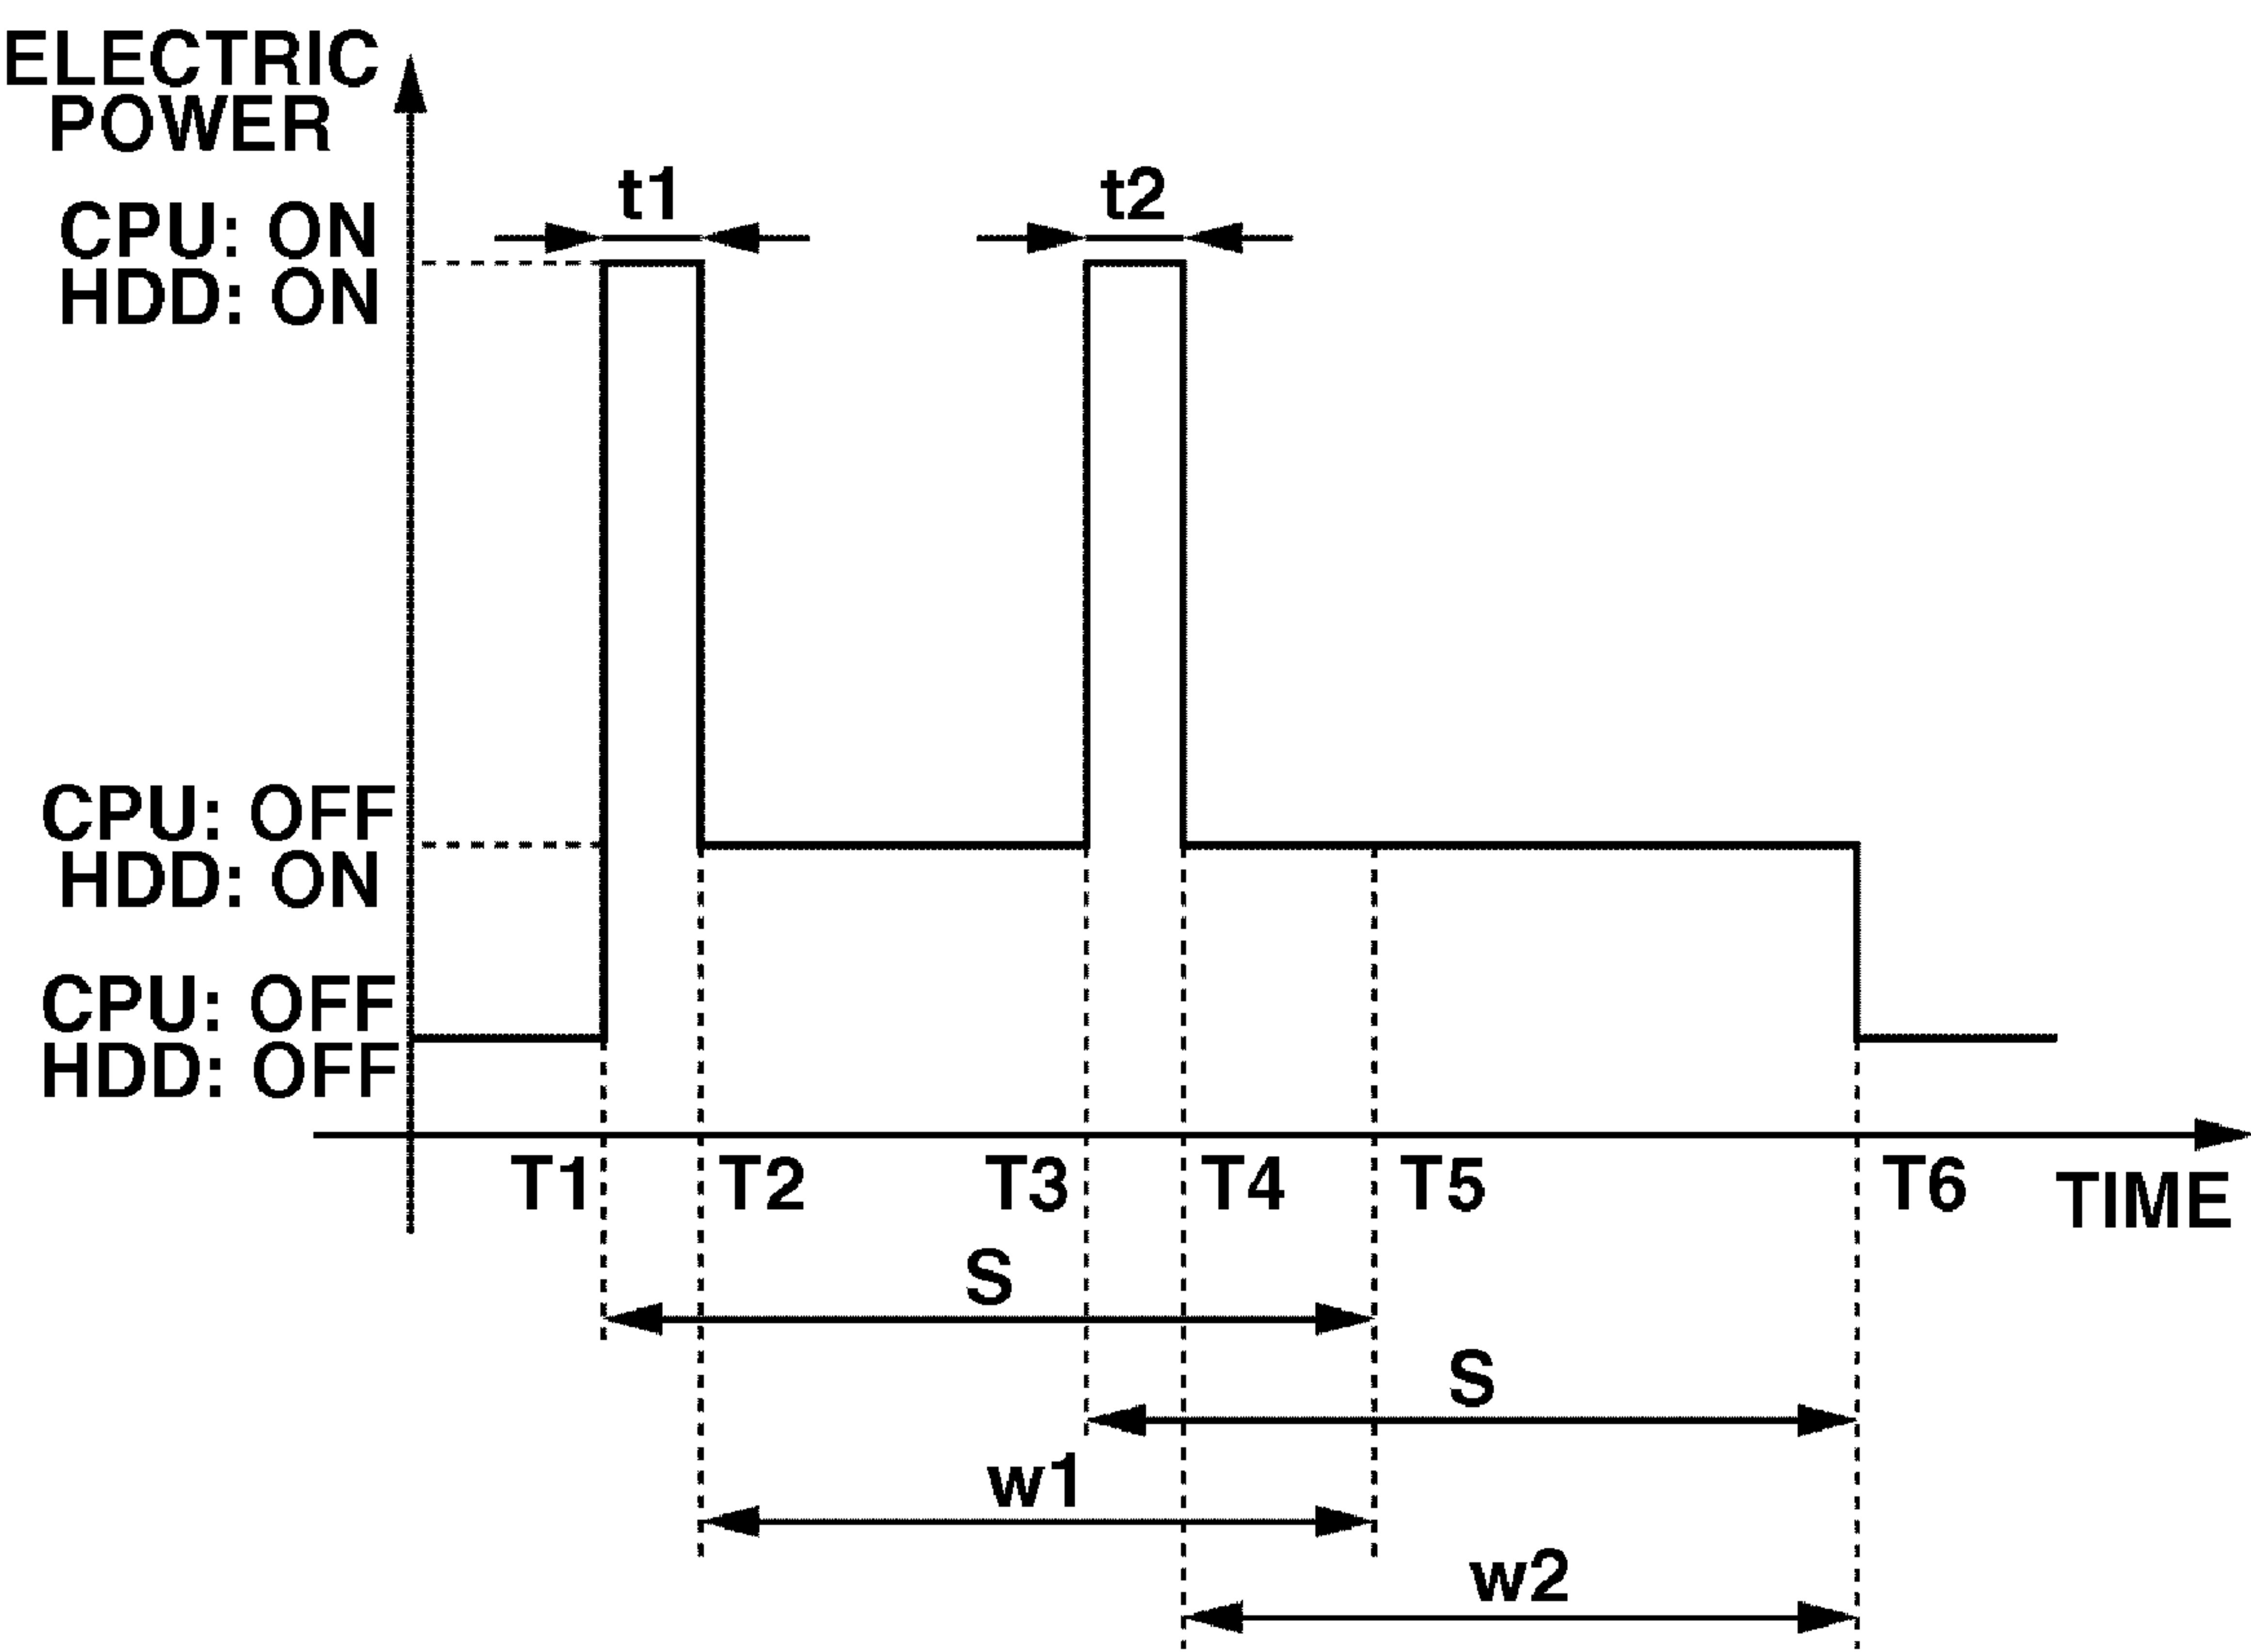 ELECTRIC
POWER
t1
t2
CPU: ON
HDD: ON
CPU: OFF
HDD: ON
CPU: OFF
HDD: OFF
T1
T2
T3
T4
T5
T6
TIME
S
S
w1
w2